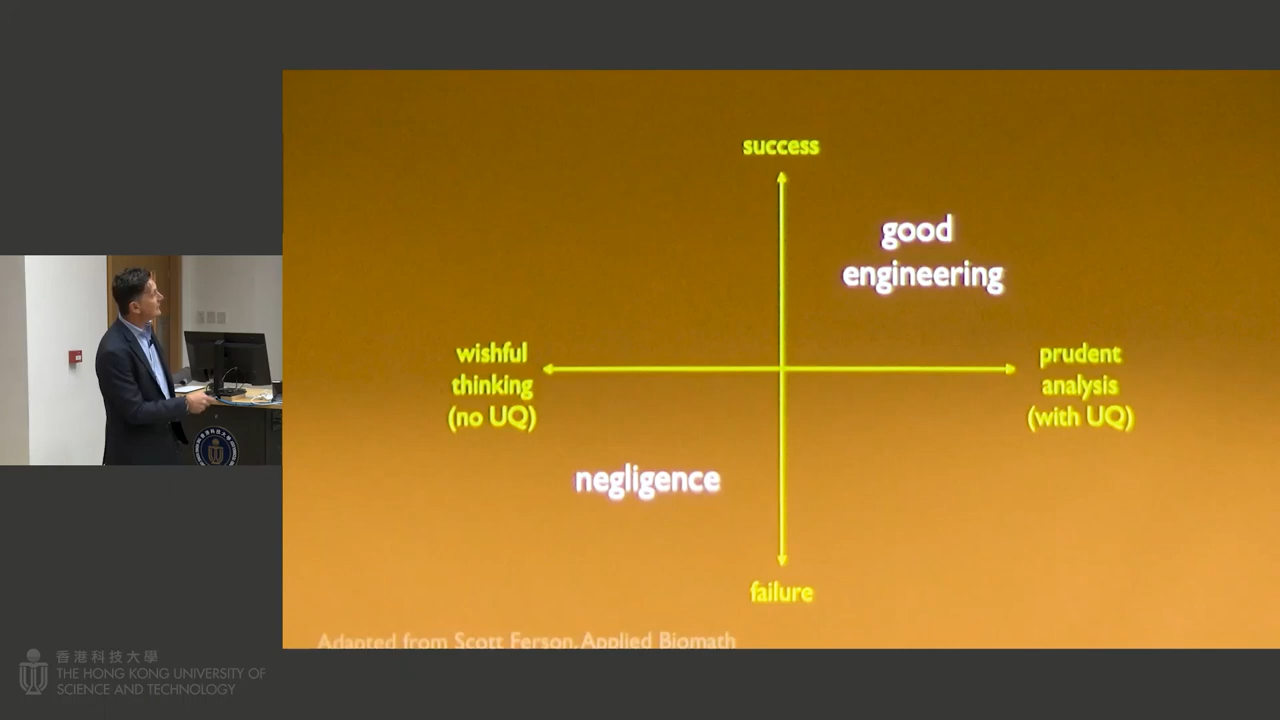 success
good
engineering
wishful
thinking
(no UQ)
prudent
analysis
(with UQ)
negligence
failure
Adapted from Scott Ferson, Applied Biomath
香港科技大學
THE HONG KONG UNIVERSITY OF
SCIENCE AND TECHNOLOGY